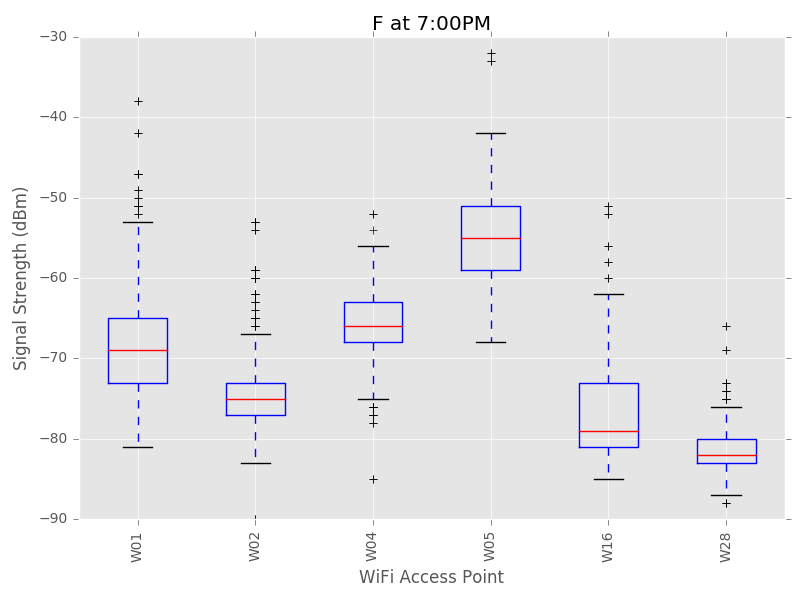 F at 7:00PM
−30
−40
−50
−60
−70
−80
−90
Signal Strength (dBm)
W01
W02
W04
W05
W16
W28
WiFi Access Point